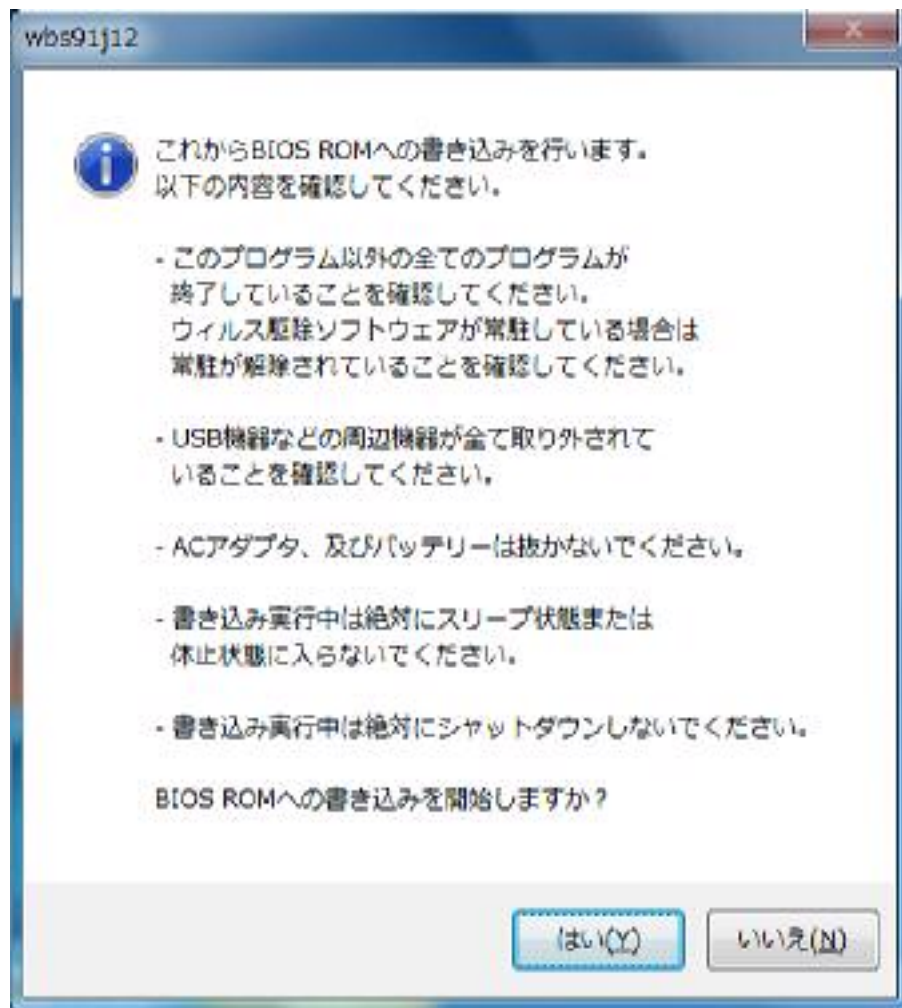 wbs91j12
これからBIOS ROMへの書き込みを行います。
以下の内容を確認してください。
- このプログラム以外の全てのプログラムが
終了していることを確認してください。
ウィルス駆除ソフトウェアが常駐している場合は
常駐が解除されていることを確認してください。
- USB機器などの周辺機器が全て取り外されて
いることを確認してください。
- ACアダプタ、及びバッテリーは抜かないでください。
- 書き込み実行中は絶対にスリープ状態または
休止状態に入らないでください。
- 書き込み実行中は絶対にシャットダウンしないでください。
BIOS ROMへの書き込みを開始しますか？
はい(Y)
いいえ(N)